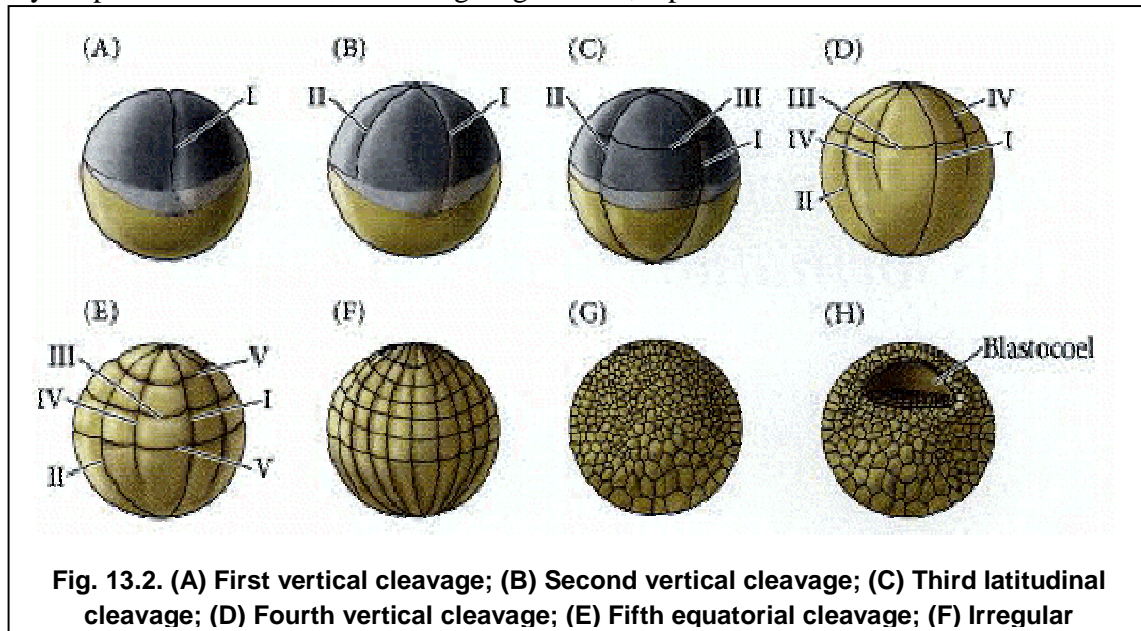 (A) (B) (C) (D)
I
II I
II III
I
III IV
IV I
II
(E) (F) (G) (H)
III V
IV I
II V
Blastocoel
Fig. 13.2. (A) First vertical cleavage; (B) Second vertical cleavage; (C) Third latitudinal
cleavage; (D) Fourth vertical cleavage; (E) Fifth equatorial cleavage; (F) Irregular